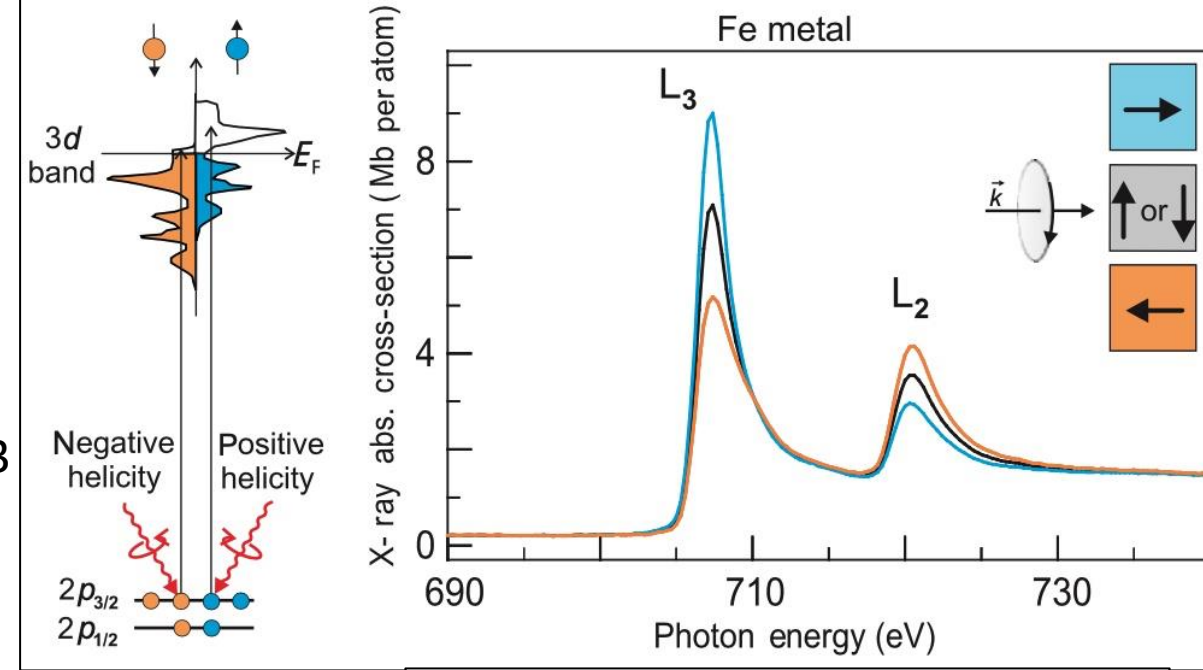 3d
band
E_F
Negative
helicity
Positive
helicity
2p_3/2
2p_1/2
B
Fe metal
X- ray abs. cross-section ( Mb per atom)
8
4
0
L_3
L_2
k
or
690
710
730
Photon energy (eV)